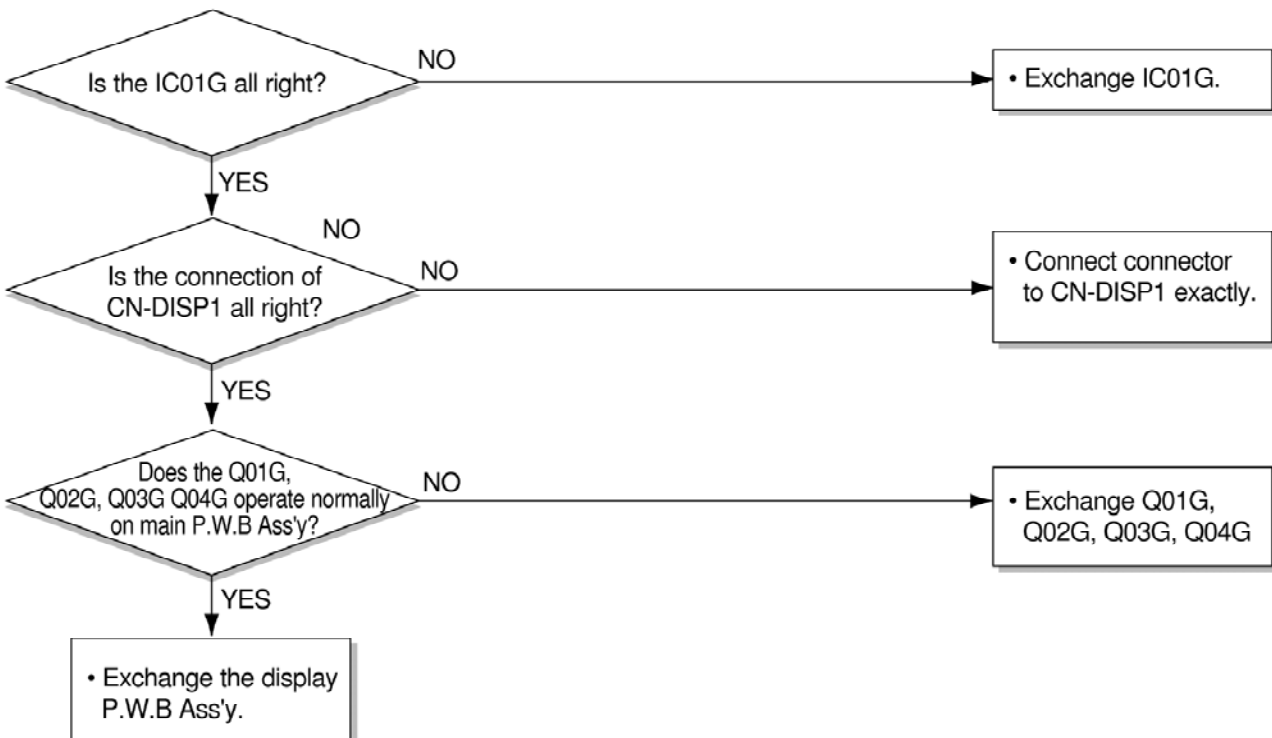 Is the IC01G all right?
NO
• Exchange IC01G.
YES
NO
Is the connection of
CN-DISP1 all right?
NO
• Connect connector
to CN-DISP1 exactly.
YES
Does the Q01G,
Q02G, Q03G Q04G operate normally
on main P.W.B Ass'y?
NO
• Exchange Q01G,
Q02G, Q03G, Q04G
YES
• Exchange the display
P.W.B Ass'y.